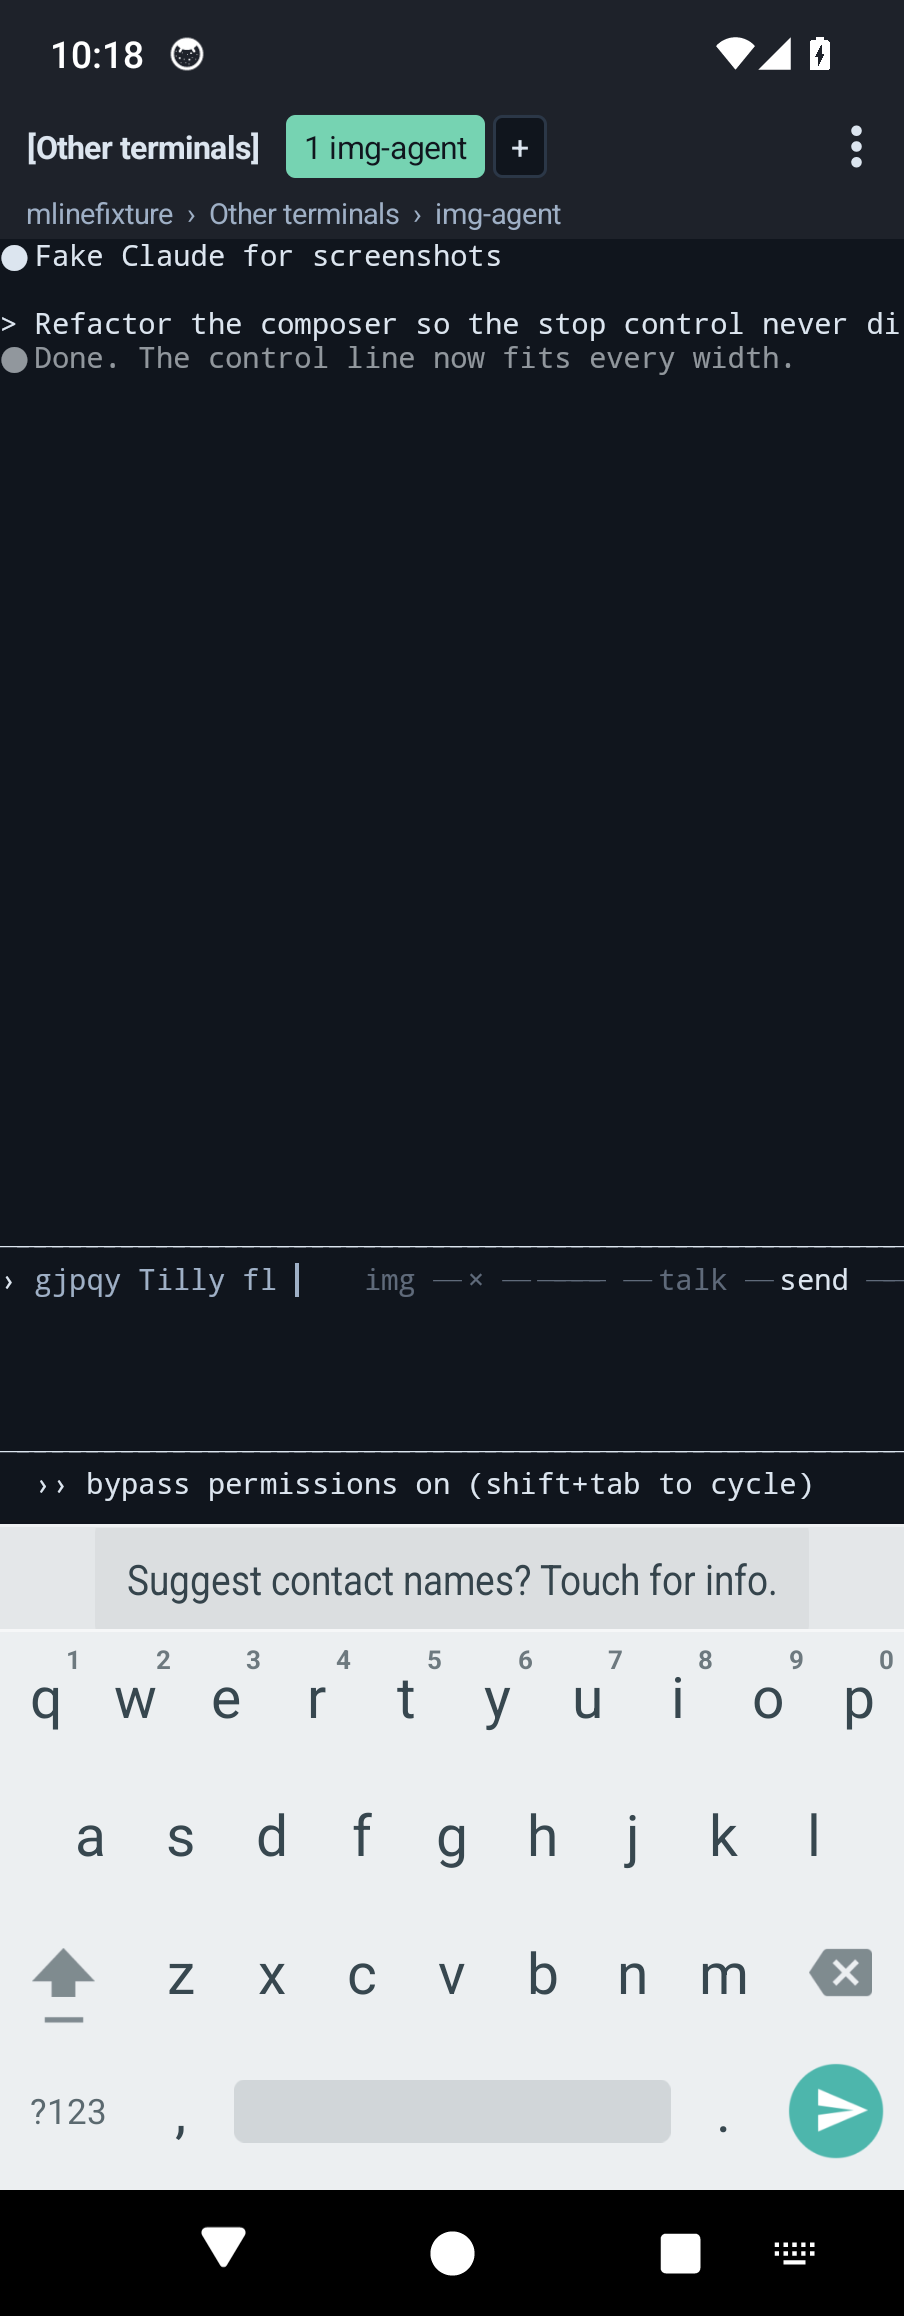 10:18
[Other terminals] 1 img-agent +
mlinefixture › Other terminals › img-agent
● Fake Claude for screenshots
> Refactor the composer so the stop control never di
● Done. The control line now fits every width.
› gjpqy Tilly fl img —× ————— —talk —send ——
›› bypass permissions on (shift+tab to cycle)
Suggest contact names? Touch for info.
1 2 3 4 5 6 7 8 9 0
q w e r t y u i o p
a s d f g h j k l
z x c v b n m
?123 , .